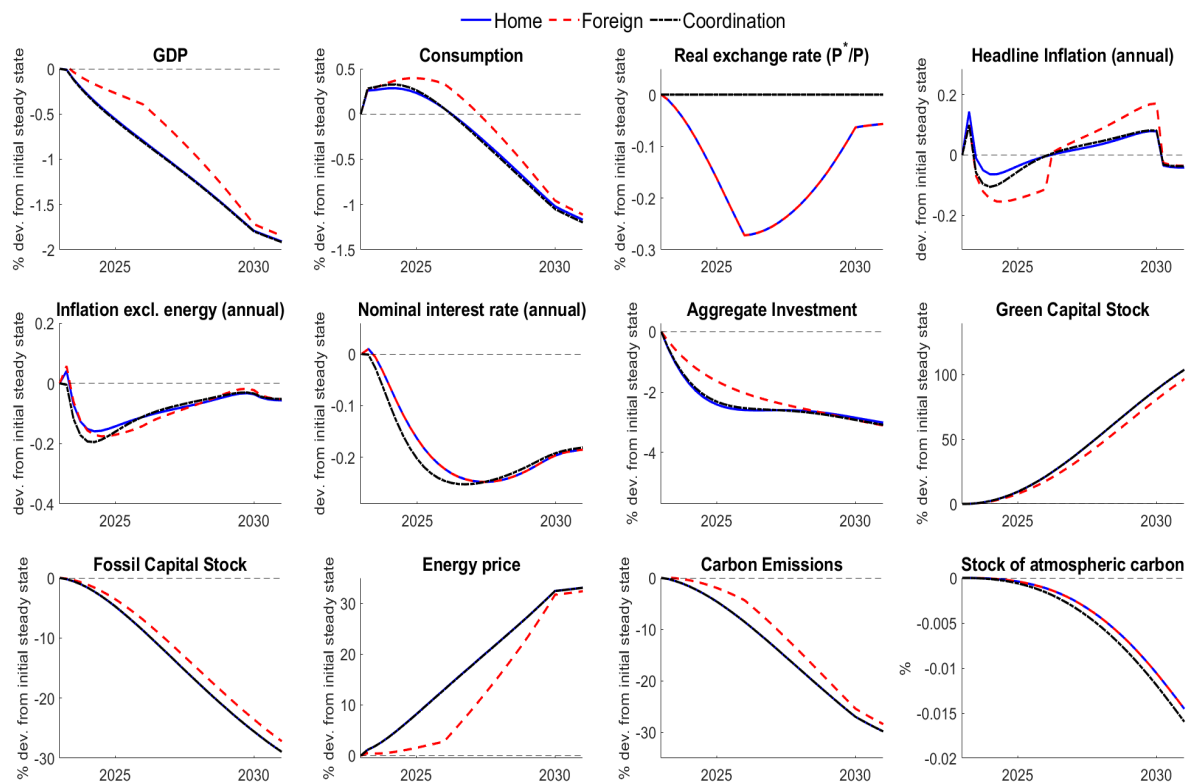 Home Foreign Coordination
GDP
% dev. from initial steady state
0
-0.5
-1
-1.5
-2
2025 2030
Consumption
% dev. from initial steady state
0.5
0
-0.5
-1
-1.5
2025 2030
Real exchange rate (P*/P)
% dev. from initial steady state
0
-0.1
-0.2
-0.3
2025 2030
Headline Inflation (annual)
dev. from initial steady state
0.2
0
-0.2
2025 2030
Inflation excl. energy (annual)
dev. from initial steady state
0.2
0
-0.2
-0.4
2025 2030
Nominal interest rate (annual)
dev. from initial steady state
0
-0.1
-0.2
2025 2030
Aggregate Investment
% dev. from initial steady state
0
-2
-4
2025 2030
Green Capital Stock
% dev. from initial steady state
100
50
0
2025 2030
Fossil Capital Stock
% dev. from initial steady state
0
-10
-20
-30
2025 2030
Energy price
% dev. from initial steady state
30
20
10
0
2025 2030
Carbon Emissions
% dev. from initial steady state
0
-10
-20
-30
2025 2030
Stock of atmospheric carbon
%
0
-0.005
-0.01
-0.015
-0.02
2025 2030